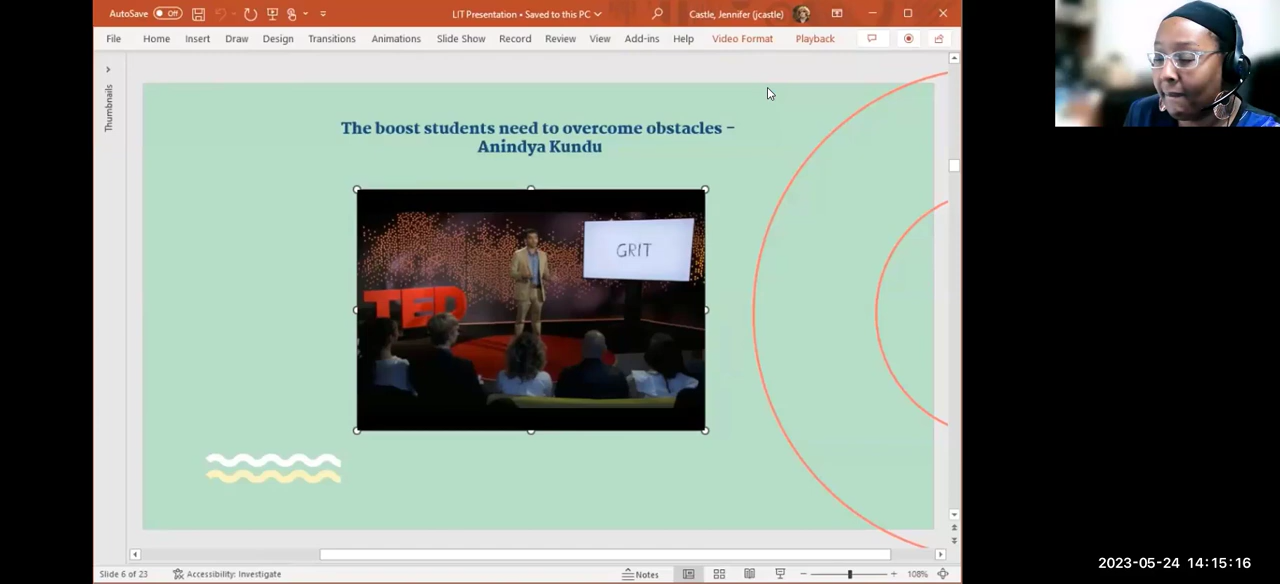 AutoSave Off LIT Presentation • Saved to this PC Castle, Jennifer (jcastle)
File Home Insert Draw Design Transitions Animations Slide Show Record Review View Add-ins Help Video Format Playback
Thumbnails
The boost students need to overcome obstacles –
Anindya Kundu
GRIT
TED
Slide 6 of 23 Accessibility: Investigate Notes 108%
2023-05-24 14:15:16